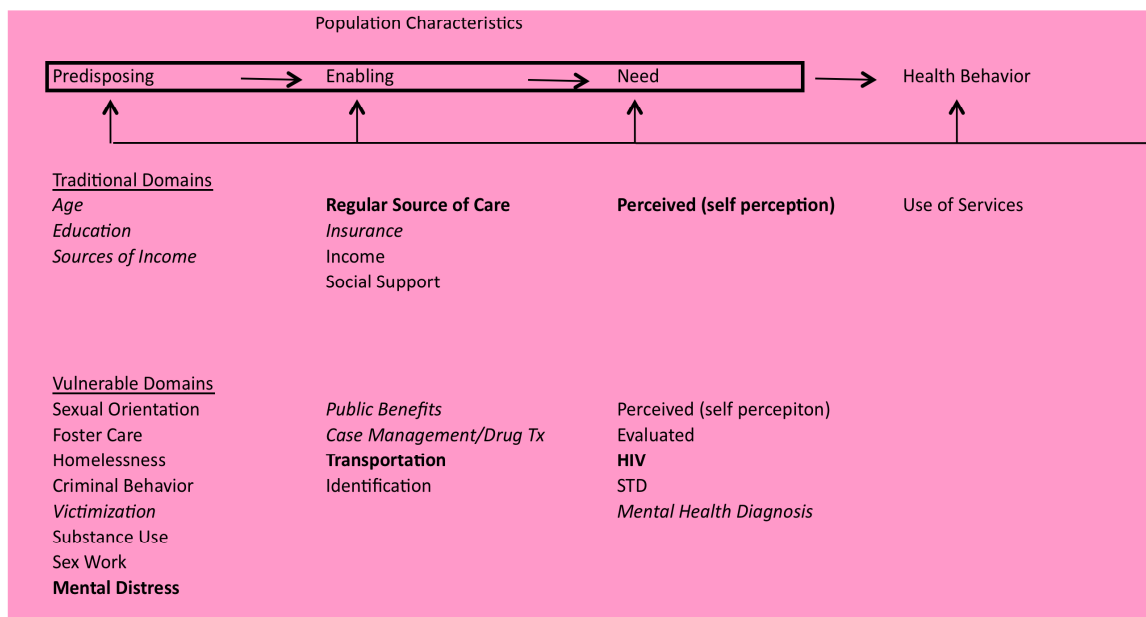 Population Characteristics
Predisposing Enabling Need Health Behavior
Traditional Domains
Age Regular Source of Care Perceived (self perception) Use of Services
Education Insurance
Sources of Income Income
Social Support
Vulnerable Domains
Sexual Orientation Public Benefits Perceived (self percepiton)
Foster Care Case Management/Drug Tx Evaluated
Homelessness Transportation HIV
Criminal Behavior Identification STD
Victimization Mental Health Diagnosis
Substance Use
Sex Work
Mental Distress